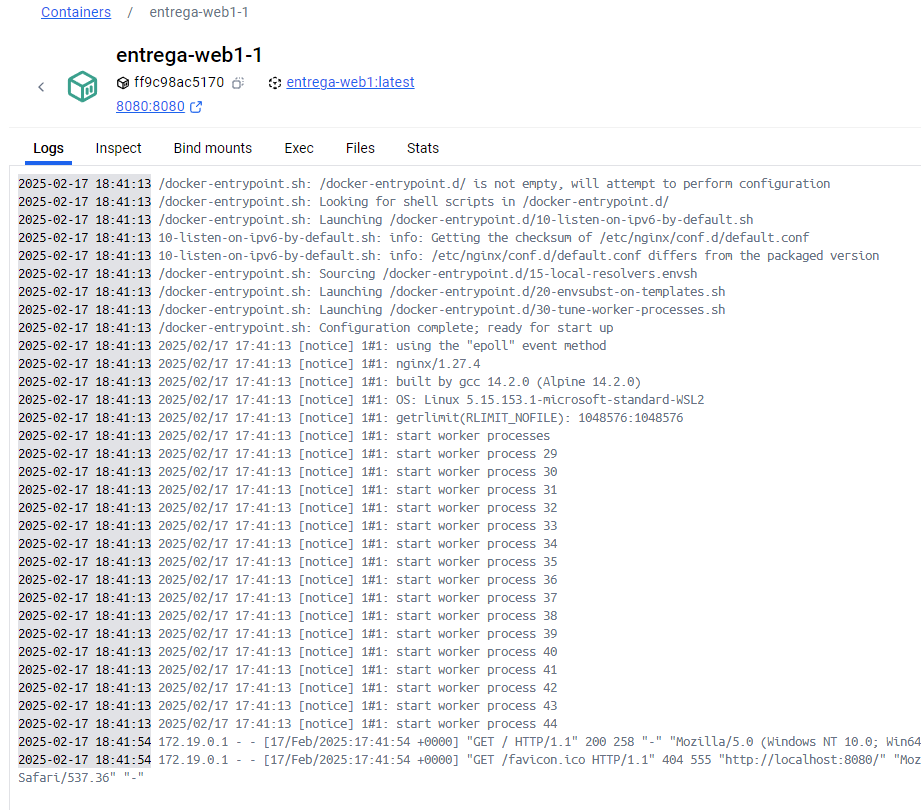 Containers / entrega-web1-1
entrega-web1-1
ff9c98ac5170 entrega-web1:latest
8080:8080
Logs Inspect Bind mounts Exec Files Stats
2025-02-17 18:41:13 /docker-entrypoint.sh: /docker-entrypoint.d/ is not empty, will attempt to perform configuration
2025-02-17 18:41:13 /docker-entrypoint.sh: Looking for shell scripts in /docker-entrypoint.d/
2025-02-17 18:41:13 /docker-entrypoint.sh: Launching /docker-entrypoint.d/10-listen-on-ipv6-by-default.sh
2025-02-17 18:41:13 10-listen-on-ipv6-by-default.sh: info: Getting the checksum of /etc/nginx/conf.d/default.conf
2025-02-17 18:41:13 10-listen-on-ipv6-by-default.sh: info: /etc/nginx/conf.d/default.conf differs from the packaged version
2025-02-17 18:41:13 /docker-entrypoint.sh: Sourcing /docker-entrypoint.d/15-local-resolvers.envsh
2025-02-17 18:41:13 /docker-entrypoint.sh: Launching /docker-entrypoint.d/20-envsubst-on-templates.sh
2025-02-17 18:41:13 /docker-entrypoint.sh: Launching /docker-entrypoint.d/30-tune-worker-processes.sh
2025-02-17 18:41:13 /docker-entrypoint.sh: Configuration complete; ready for start up
2025-02-17 18:41:13 2025/02/17 17:41:13 [notice] 1#1: using the "epoll" event method
2025-02-17 18:41:13 2025/02/17 17:41:13 [notice] 1#1: nginx/1.27.4
2025-02-17 18:41:13 2025/02/17 17:41:13 [notice] 1#1: built by gcc 14.2.0 (Alpine 14.2.0)
2025-02-17 18:41:13 2025/02/17 17:41:13 [notice] 1#1: OS: Linux 5.15.153.1-microsoft-standard-WSL2
2025-02-17 18:41:13 2025/02/17 17:41:13 [notice] 1#1: getrlimit(RLIMIT_NOFILE): 1048576:1048576
2025-02-17 18:41:13 2025/02/17 17:41:13 [notice] 1#1: start worker processes
2025-02-17 18:41:13 2025/02/17 17:41:13 [notice] 1#1: start worker process 29
2025-02-17 18:41:13 2025/02/17 17:41:13 [notice] 1#1: start worker process 30
2025-02-17 18:41:13 2025/02/17 17:41:13 [notice] 1#1: start worker process 31
2025-02-17 18:41:13 2025/02/17 17:41:13 [notice] 1#1: start worker process 32
2025-02-17 18:41:13 2025/02/17 17:41:13 [notice] 1#1: start worker process 33
2025-02-17 18:41:13 2025/02/17 17:41:13 [notice] 1#1: start worker process 34
2025-02-17 18:41:13 2025/02/17 17:41:13 [notice] 1#1: start worker process 35
2025-02-17 18:41:13 2025/02/17 17:41:13 [notice] 1#1: start worker process 36
2025-02-17 18:41:13 2025/02/17 17:41:13 [notice] 1#1: start worker process 37
2025-02-17 18:41:13 2025/02/17 17:41:13 [notice] 1#1: start worker process 38
2025-02-17 18:41:13 2025/02/17 17:41:13 [notice] 1#1: start worker process 39
2025-02-17 18:41:13 2025/02/17 17:41:13 [notice] 1#1: start worker process 40
2025-02-17 18:41:13 2025/02/17 17:41:13 [notice] 1#1: start worker process 41
2025-02-17 18:41:13 2025/02/17 17:41:13 [notice] 1#1: start worker process 42
2025-02-17 18:41:13 2025/02/17 17:41:13 [notice] 1#1: start worker process 43
2025-02-17 18:41:13 2025/02/17 17:41:13 [notice] 1#1: start worker process 44
2025-02-17 18:41:54 172.19.0.1 - - [17/Feb/2025:17:41:54 +0000] "GET / HTTP/1.1" 200 258 "-" "Mozilla/5.0 (Windows NT 10.0; Win64
2025-02-17 18:41:54 172.19.0.1 - - [17/Feb/2025:17:41:54 +0000] "GET /favicon.ico HTTP/1.1" 404 555 "http://localhost:8080/" "Moz
Safari/537.36" "-"